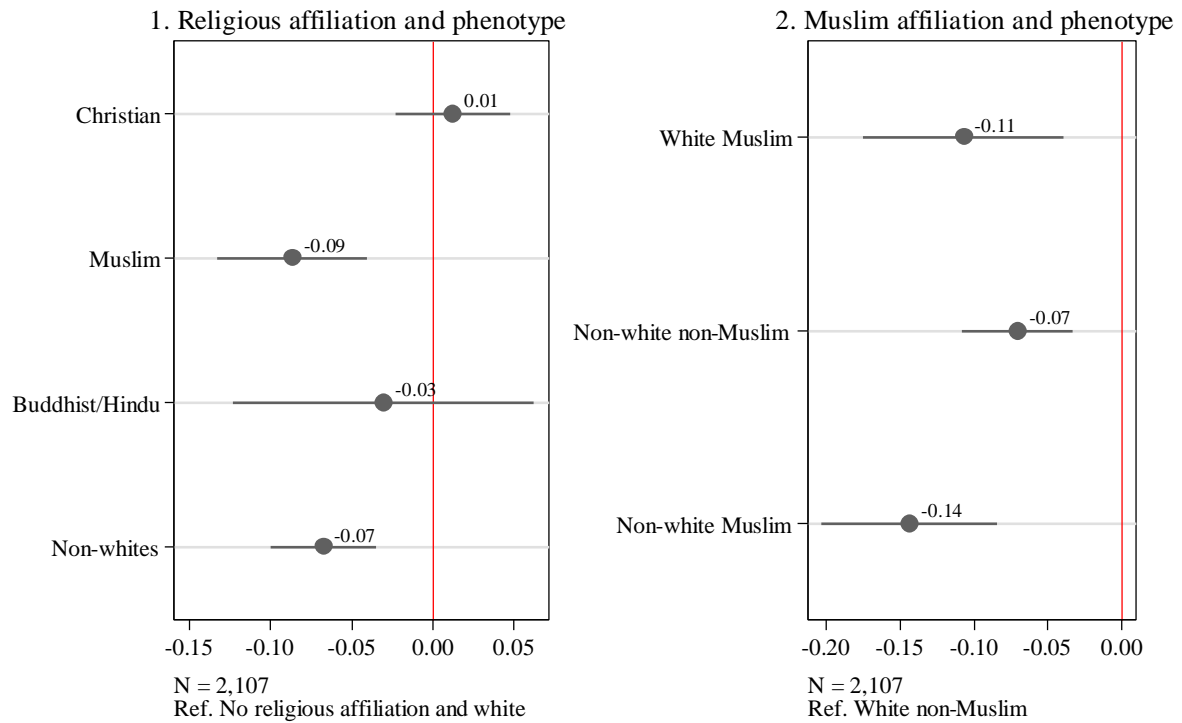 1. Religious affiliation and phenotype
Christian
0.01
Muslim
-0.09
Buddhist/Hindu
-0.03
Non-whites
-0.07
-0.15 -0.10 -0.05 0.00 0.05
N = 2,107
Ref. No religious affiliation and white
2. Muslim affiliation and phenotype
White Muslim
-0.11
Non-white non-Muslim
-0.07
Non-white Muslim
-0.14
-0.20 -0.15 -0.10 -0.05 0.00
N = 2,107
Ref. White non-Muslim